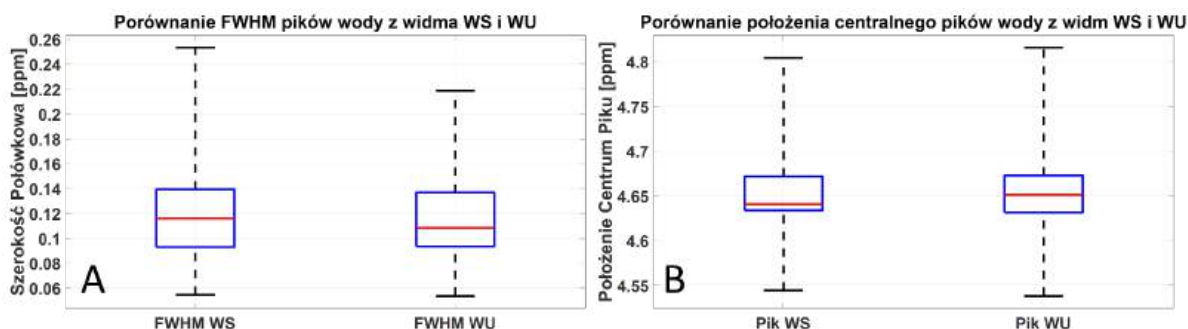 Porównanie FWHM pików wody z widma WS i WU
0.26
0.24
0.22
0.2
0.18
0.16
0.14
0.12
0.1
0.08
0.06
Szerokość Połówkowa [ppm]
A
FWHM WS
FWHM WU
Porównanie położenia centralnego pików wody z widm WS i WU
4.8
4.75
4.7
4.65
4.6
4.55
Położenie Centrum Piku [ppm]
B
Pik WS
Pik WU